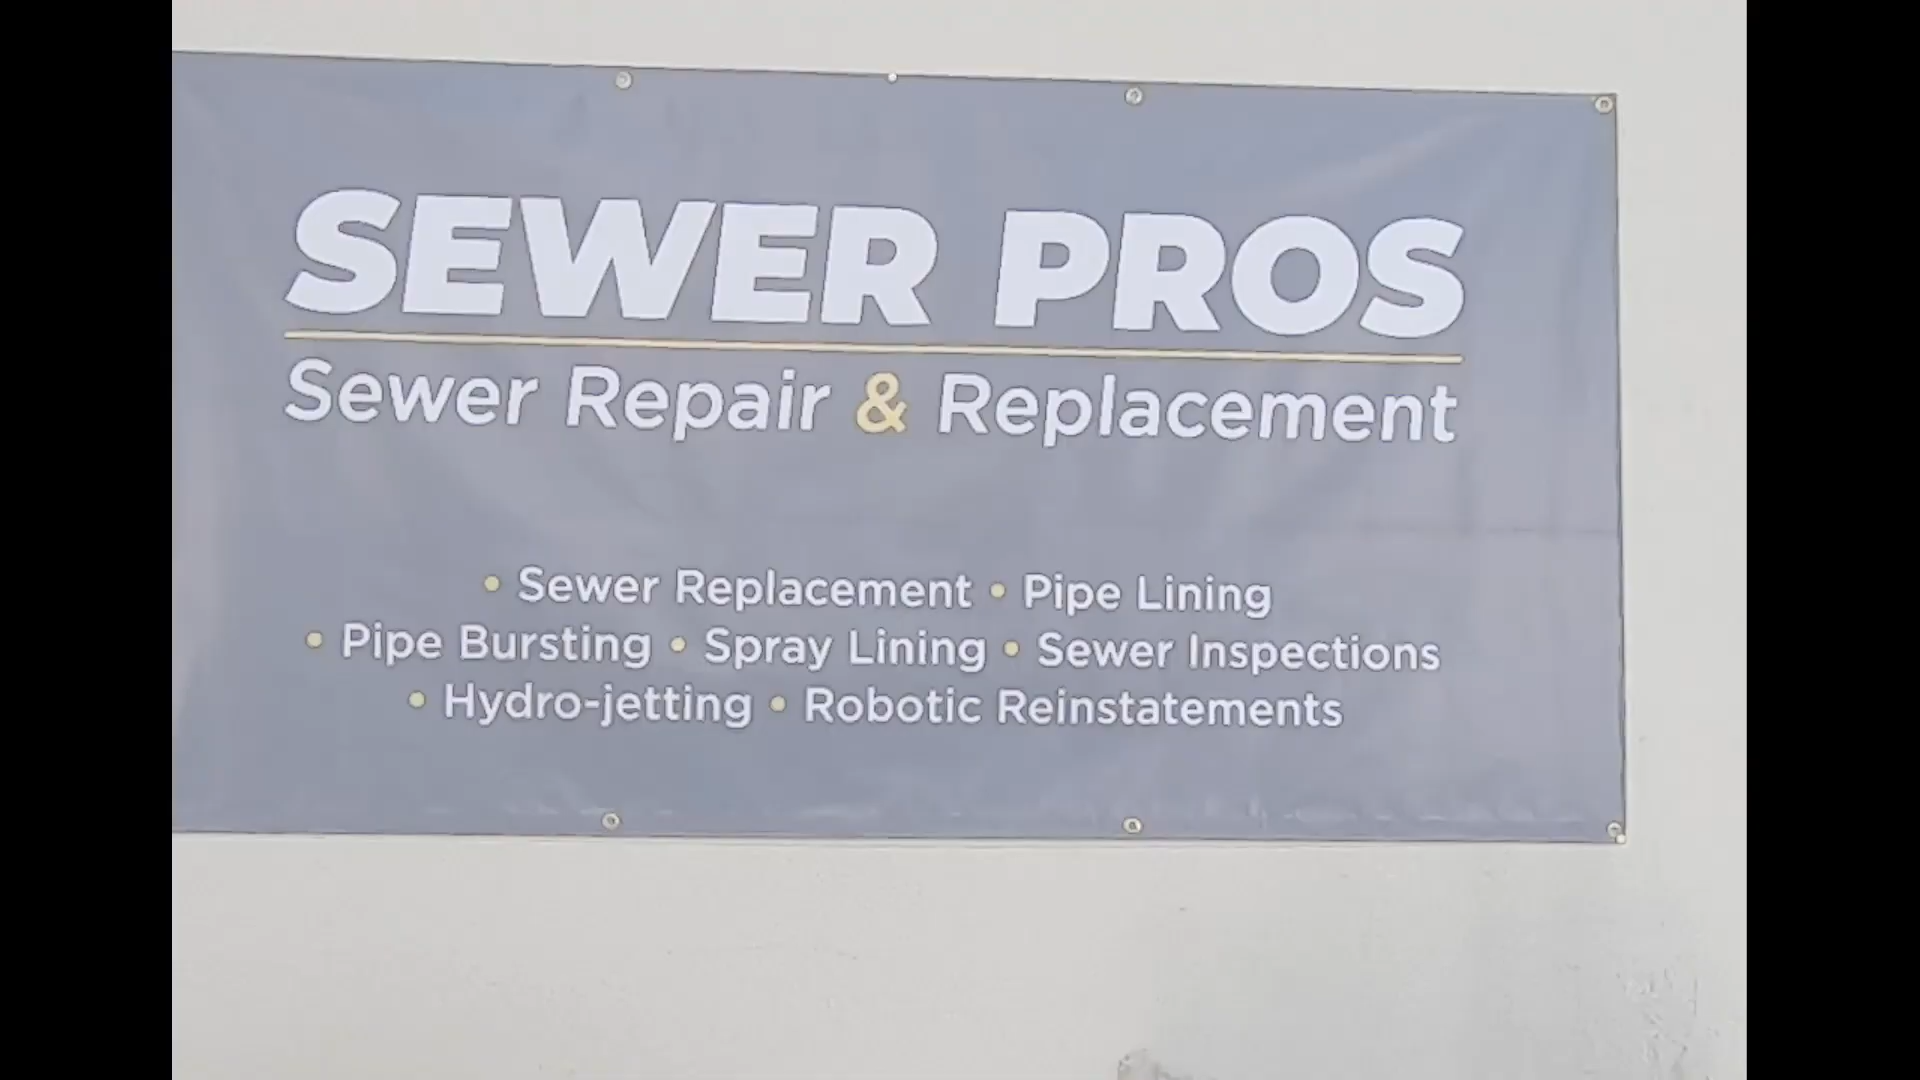 SEWER PROS
Sewer Repair & Replacement
• Sewer Replacement • Pipe Lining
• Pipe Bursting • Spray Lining • Sewer Inspections
• Hydro-jetting • Robotic Reinstatements